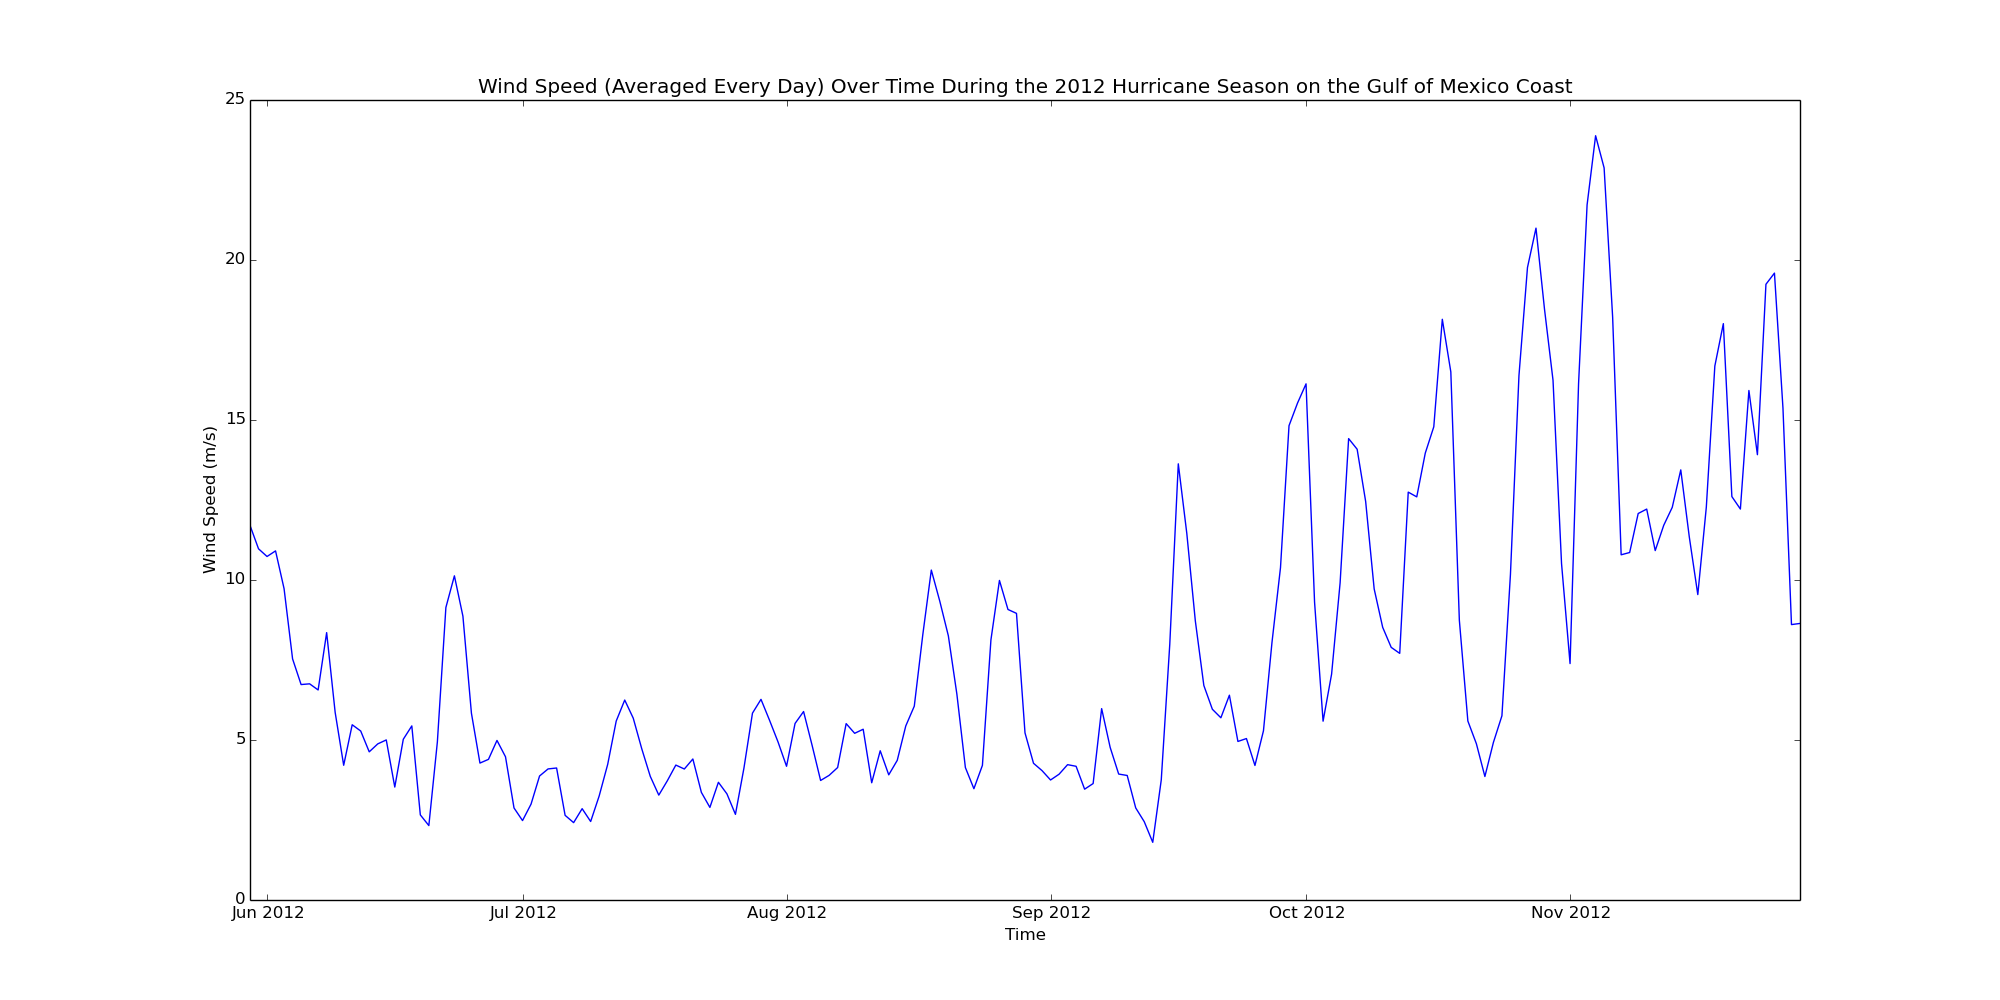 Wind Speed (Averaged Every Day) Over Time During the 2012 Hurricane Season on the Gulf of Mexico Coast
25
20
15
10
5
0
Wind Speed (m/s)
Jun 2012 Jul 2012 Aug 2012 Sep 2012 Oct 2012 Nov 2012
Time